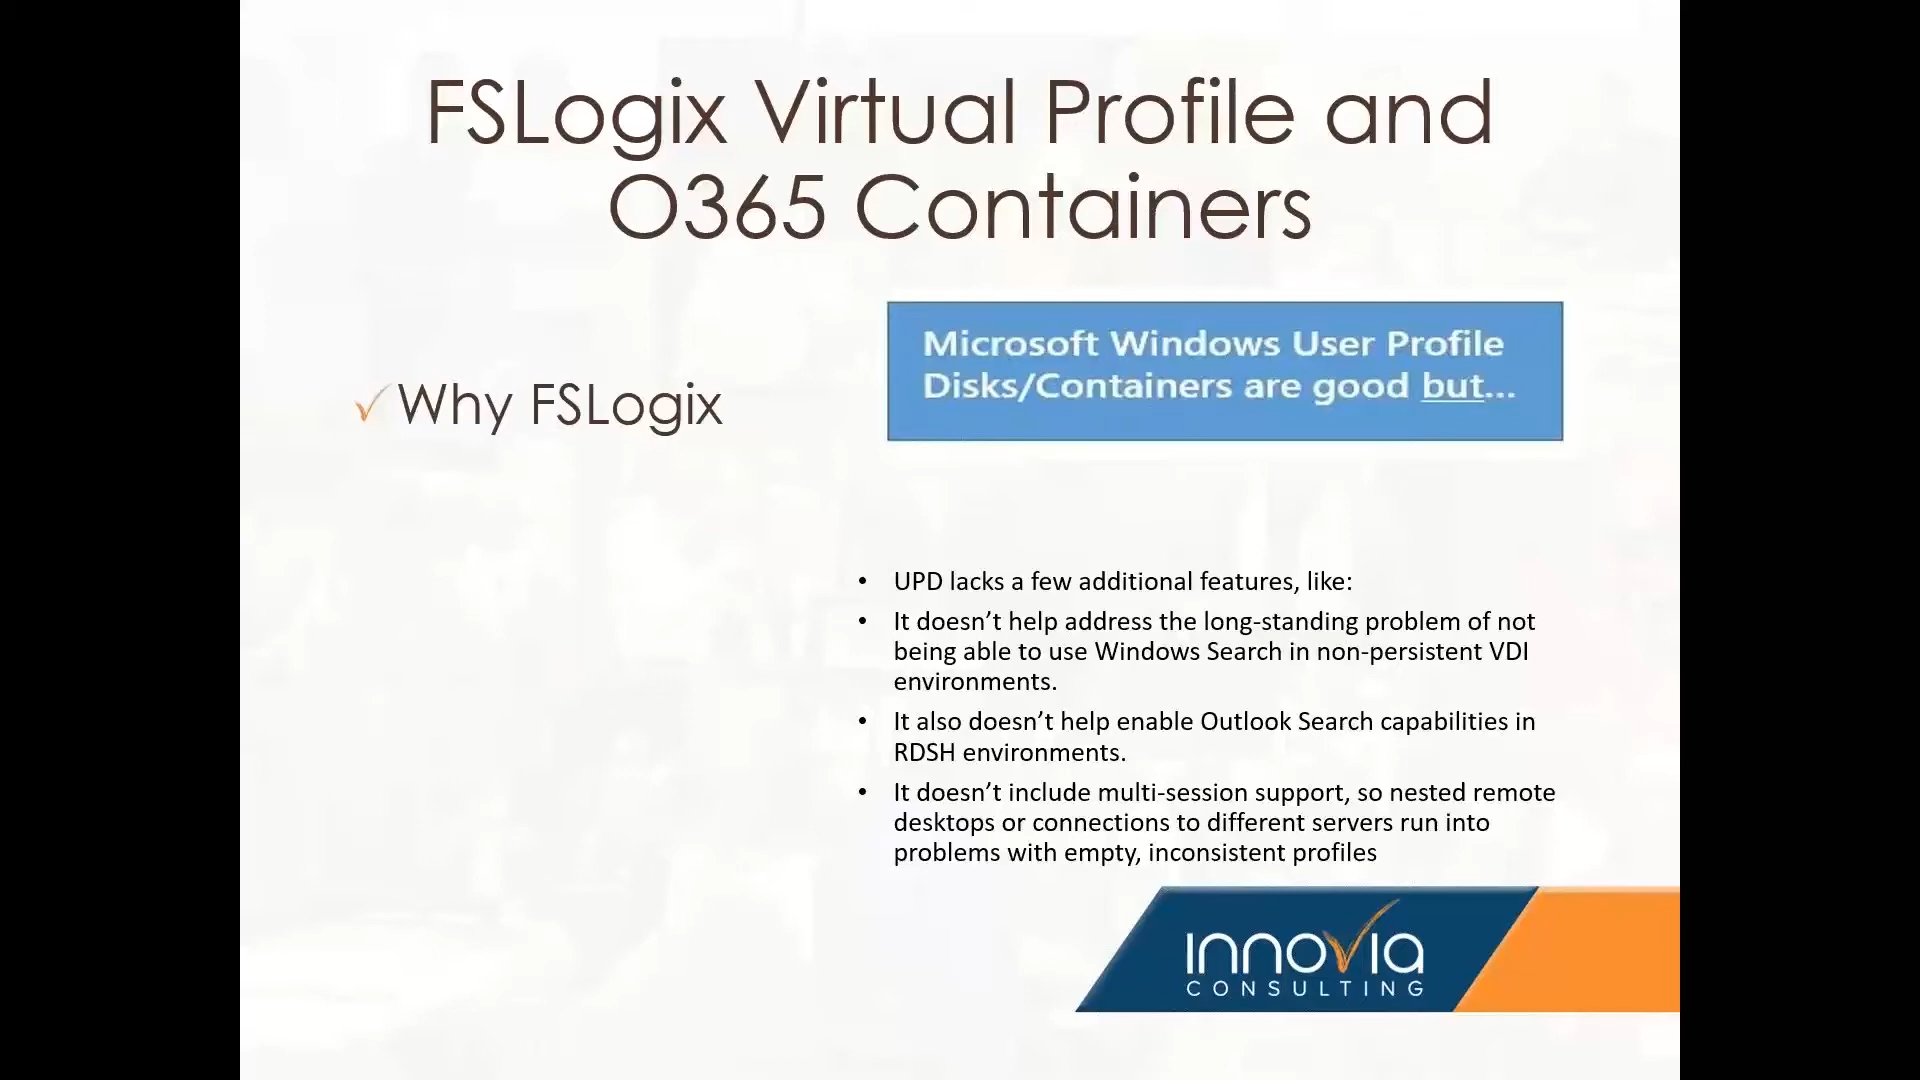 FSLogix Virtual Profile and
O365 Containers
Why FSLogix
Microsoft Windows User Profile
Disks/Containers are good but...
• UPD lacks a few additional features, like:
• It doesn’t help address the long-standing problem of not
being able to use Windows Search in non-persistent VDI
environments.
• It also doesn’t help enable Outlook Search capabilities in
RDSH environments.
• It doesn’t include multi-session support, so nested remote
desktops or connections to different servers run into
problems with empty, inconsistent profiles
Innovia
CONSULTING